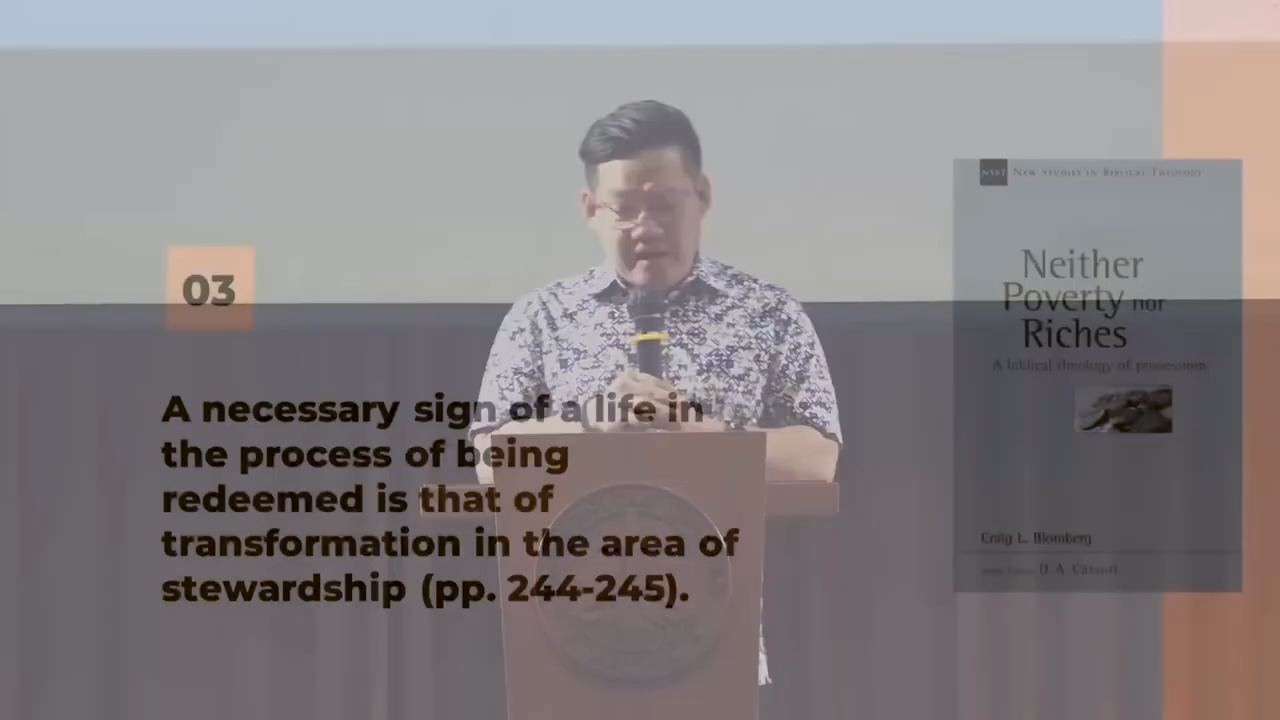 03
A necessary sign of a life in
the process of being
redeemed is that of
transformation in the area of
stewardship (pp. 244-245).
NSBT NEW STUDIES IN BIBLICAL THEOLOGY
Neither
Poverty nor
Riches
A biblical theology of possessions
Craig L. Blomberg
D. A. Carson